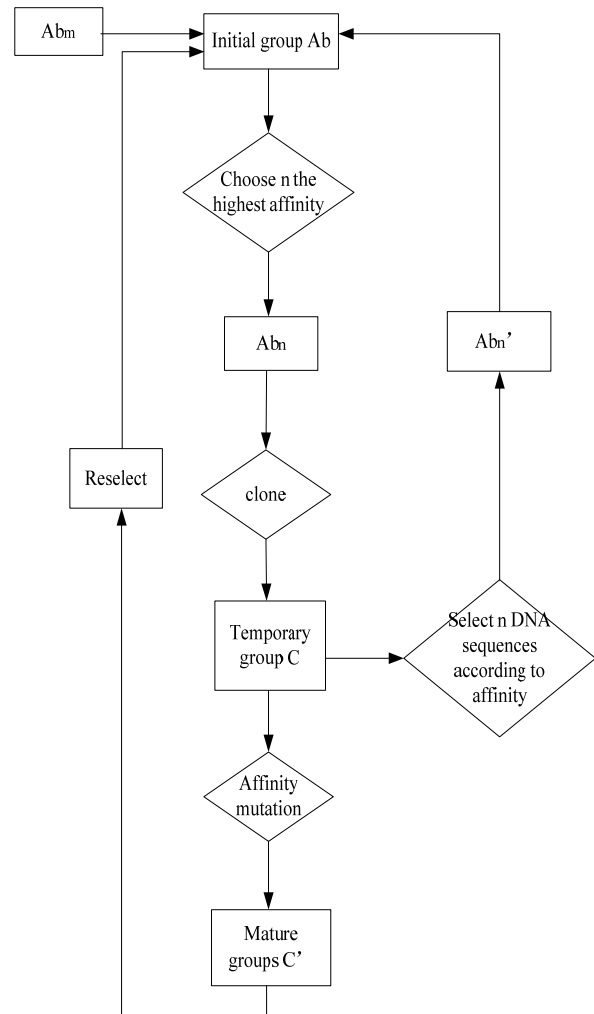 Abm
Initial group Ab
Choose n the
highest affinity
Abn
Abn’
Reselect
clone
Temporary
group C
Select n DNA
sequences
according to
affinity
Affinity
mutation
Mature
groups C’